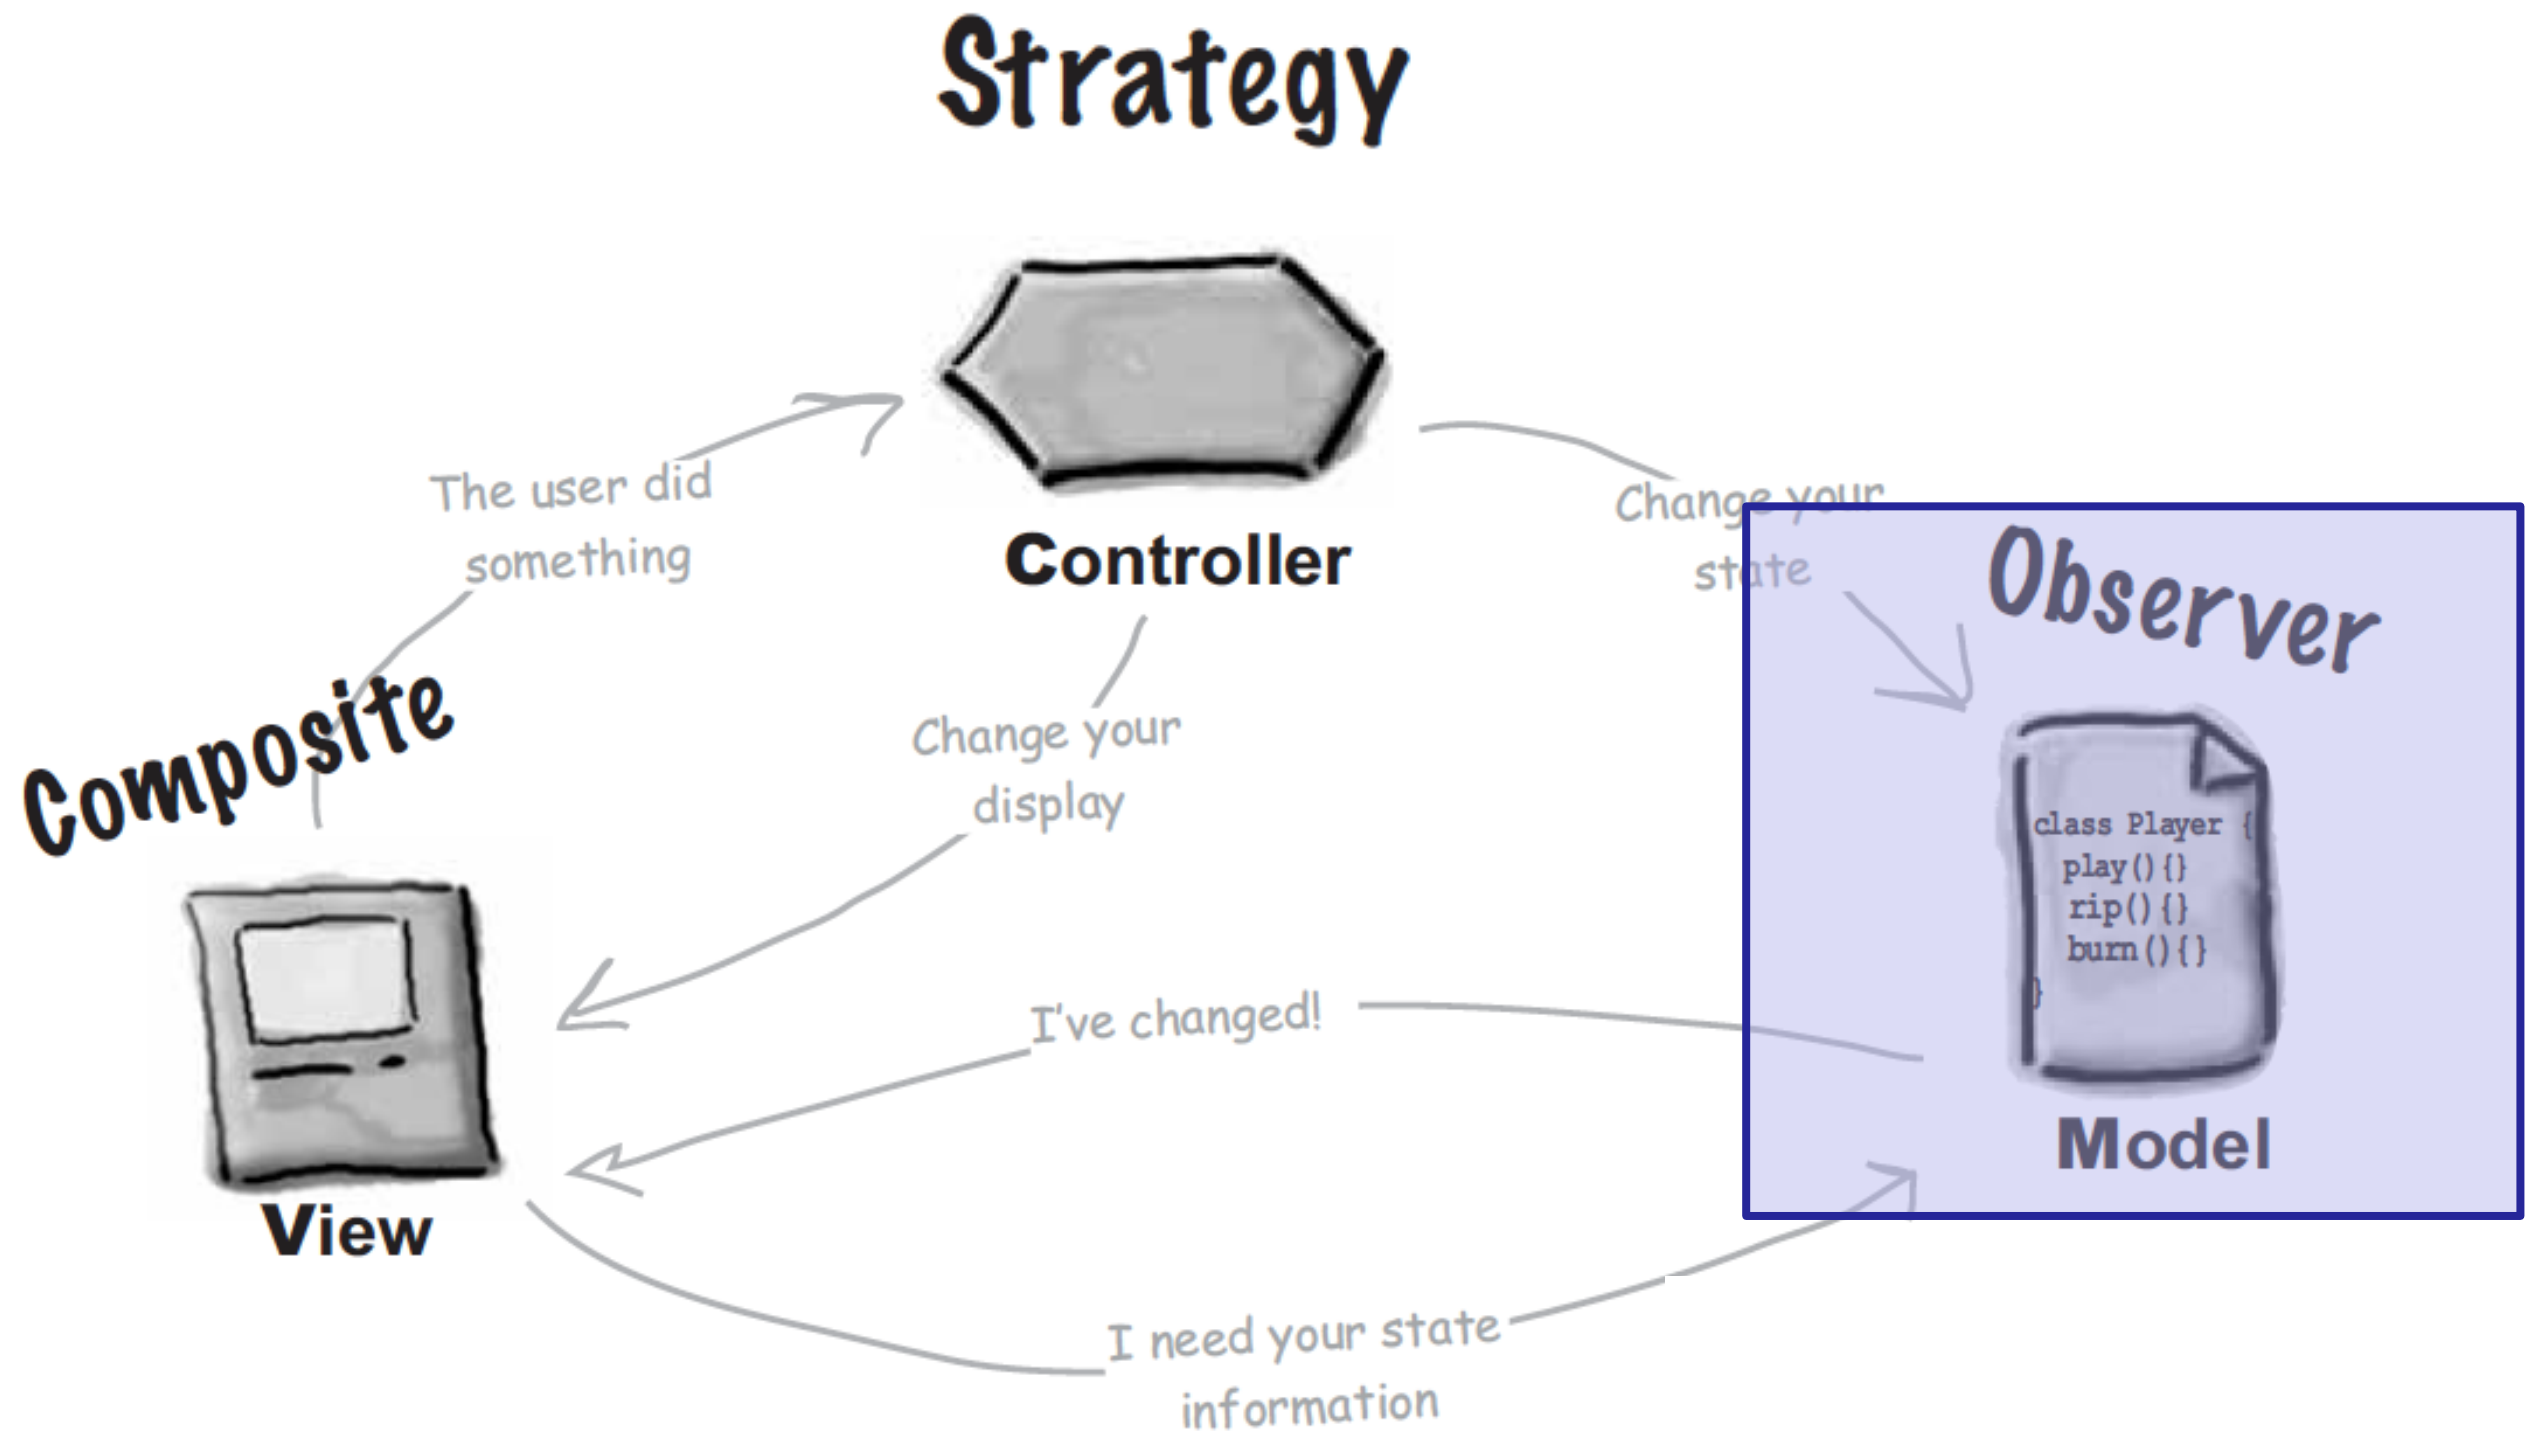 Strategy
The user did
something
Controller
Change your
state
Observer
Composite
Change your
display
class Player {
play(){}
rip(){}
burn(){}
}
I've changed!
Model
View
I need your state
information